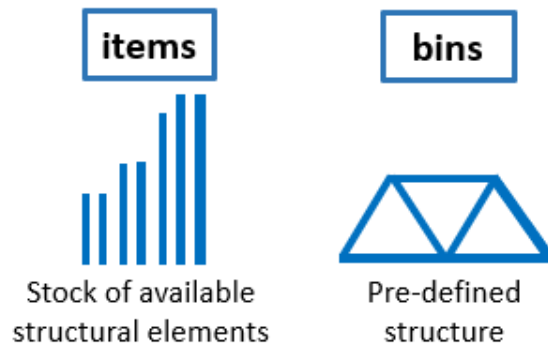 items
bins
Stock of available
structural elements
Pre-defined
structure